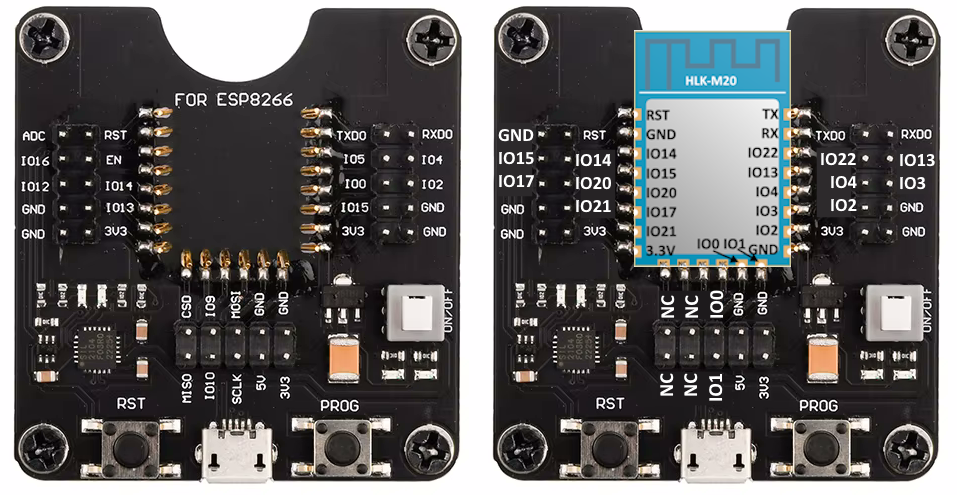 FOR ESP8266
ADC RST TXD0 RXD0
IO16 EN IO5 IO4
IO12 IO14 IO0 IO2
GND IO13 IO15 GND
GND 3V3 3V3 GND
CSD IO9 MOSI GND GND
MISO IO10 SCLK 5V 3V3
ON/OFF
RST PROG
HLK-M20
RST TX
GND RX
IO14 IO22
IO15 IO13
IO20 IO4
IO17 IO3
IO21 IO2
3.3V IO0 IO1 GND
NC NC NC NC
GND RST TXD0 RXD0
IO15 IO14 IO22 IO13
IO17 IO20 IO4 IO3
GND IO21 IO2 GND
GND 3V3 3V3 GND
NC NC IO0 GND GND
NC NC IO1 5V 3V3
ON/OFF
RST PROG